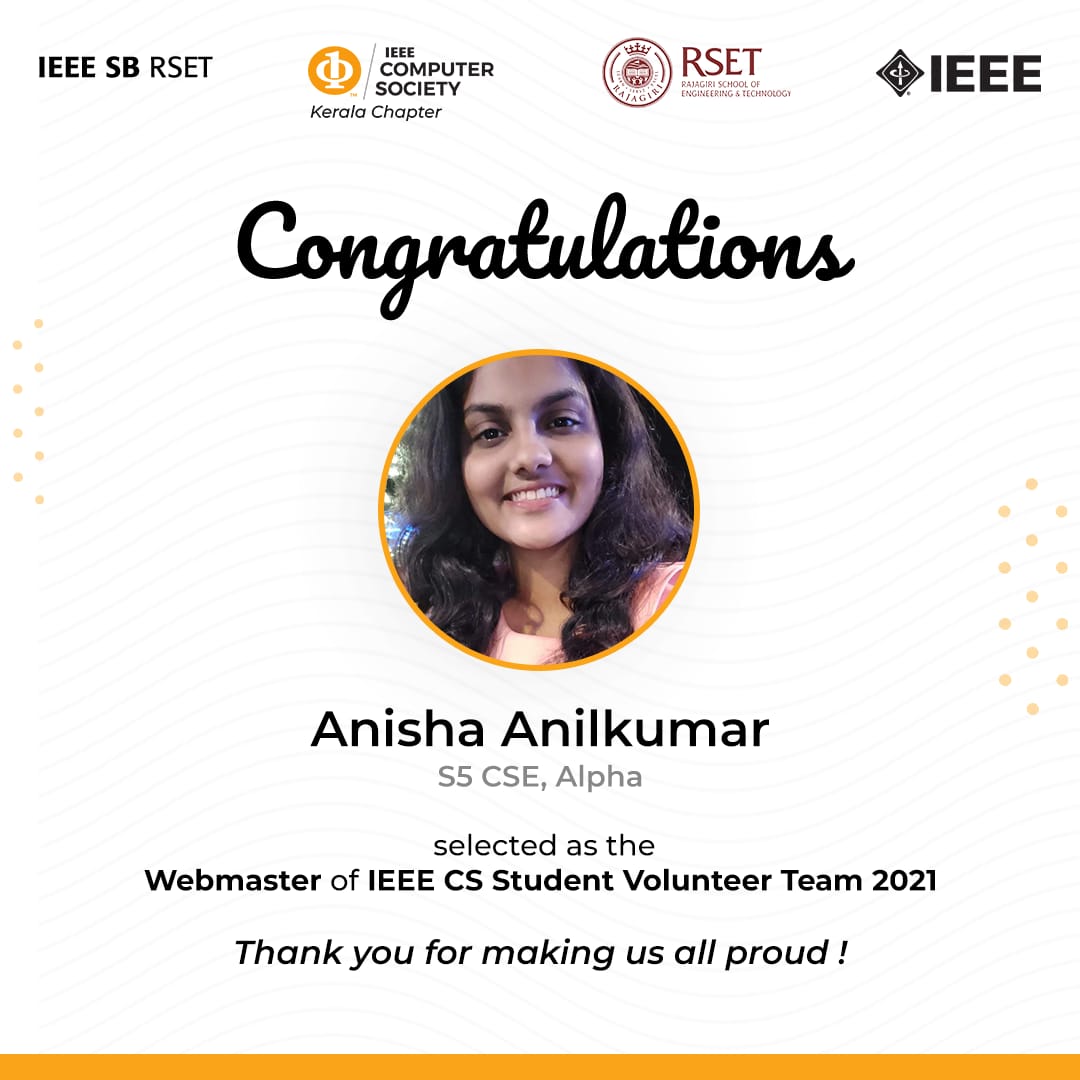 IEEE SB RSET
IEEE
COMPUTER
SOCIETY
Kerala Chapter
RAJAGIRI
RSET
RAJAGIRI SCHOOL OF
ENGINEERING & TECHNOLOGY
IEEE
Congratulations
Anisha Anilkumar
S5 CSE, Alpha
selected as the
Webmaster of IEEE CS Student Volunteer Team 2021
Thank you for making us all proud !